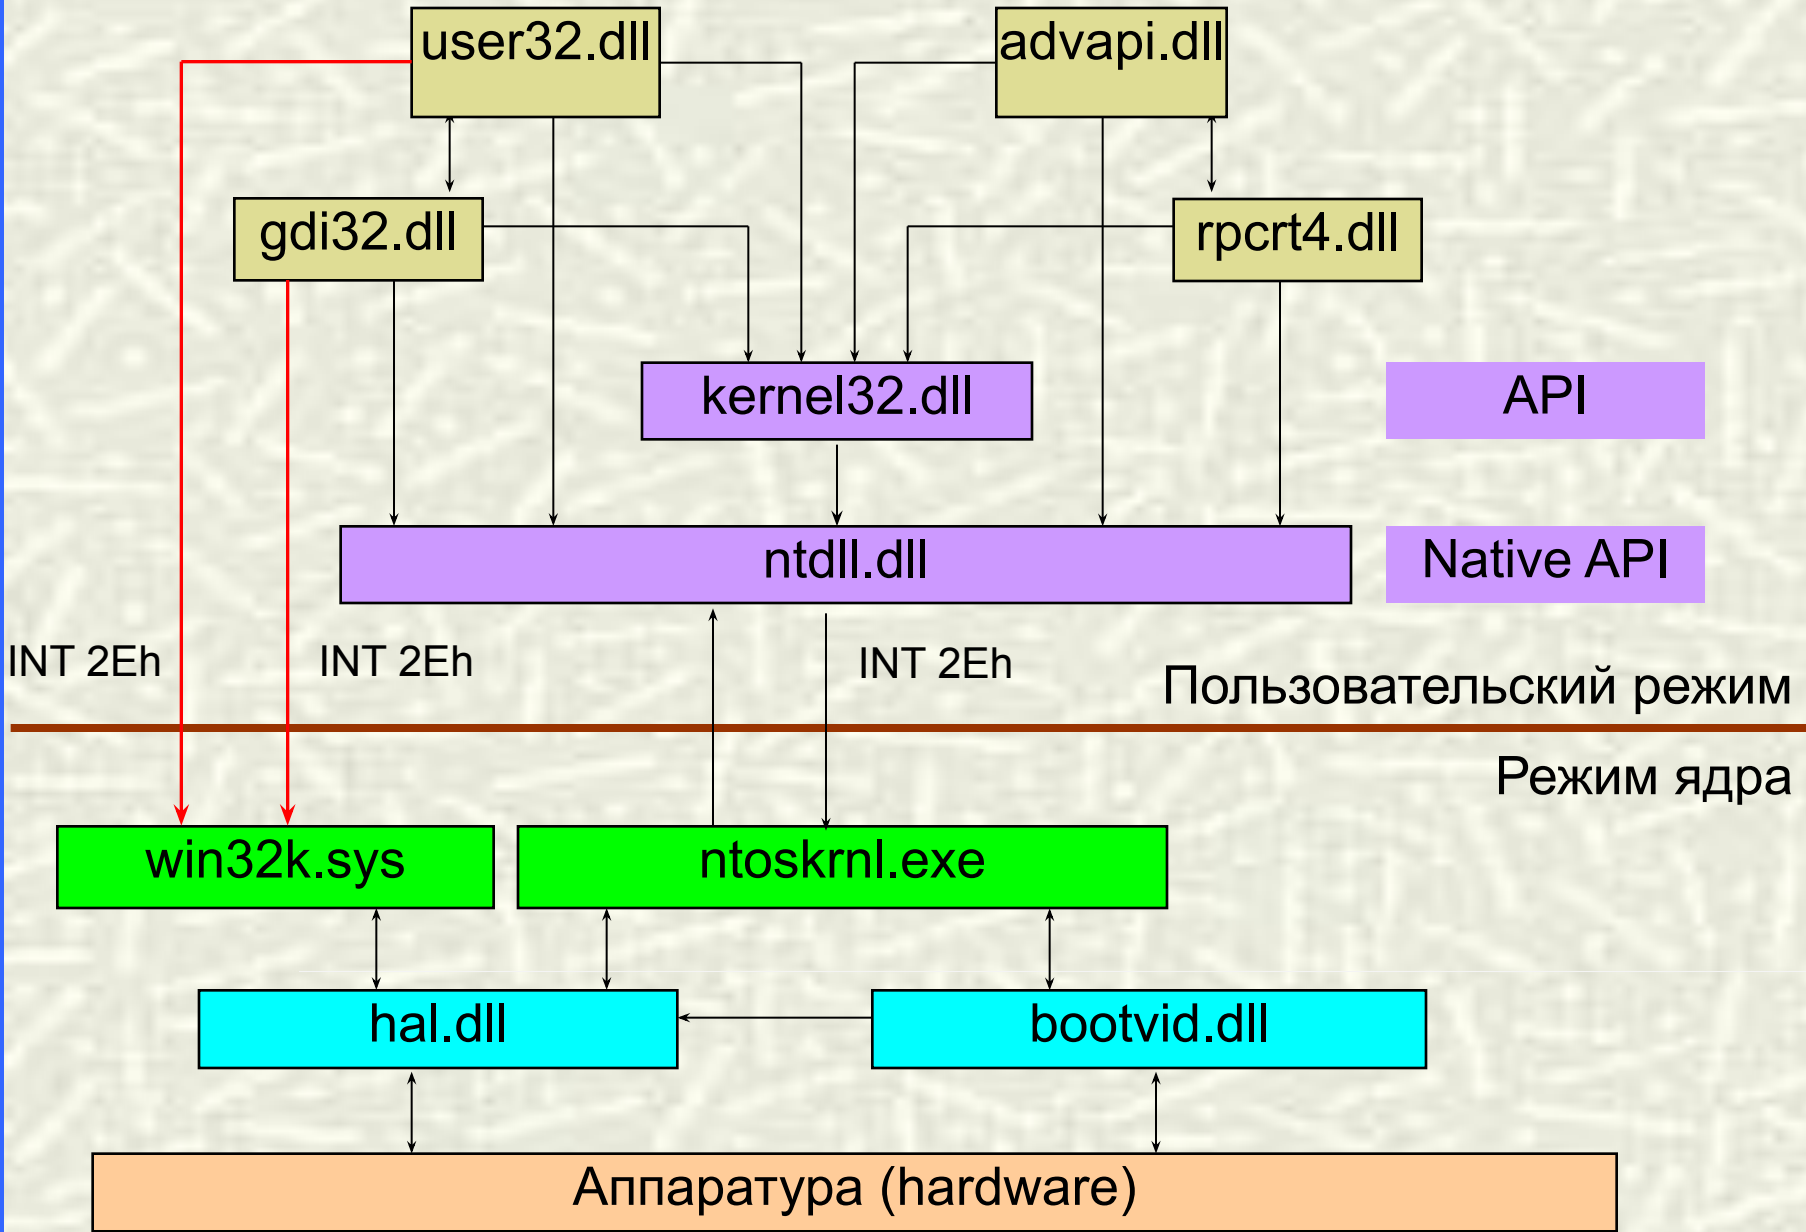 user32.dll
advapi.dll
gdi32.dll
rpcrt4.dll
kernel32.dll
API
ntdll.dll
Native API
INT 2Eh
INT 2Eh
INT 2Eh
Пользовательский режим
Режим ядра
win32k.sys
ntoskrnl.exe
hal.dll
bootvid.dll
Аппаратура (hardware)